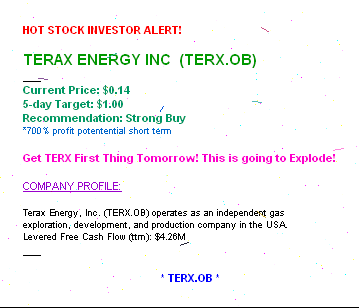 HOT STOCK INVESTOR ALERT!
TERAX ENERGY INC (TERX.OB)
Current Price: $0.14
5-day Target: $1.00
Recommendation: Strong Buy
*700% profit potentential short term
Get TERX First Thing Tomorrow! This is going to Explode!
COMPANY PROFILE:
Terax Energy, Inc. (TERX.OB) operates as an independent gas
exploration, development, and production company in the USA.
Levered Free Cash Flow (ttm): $4.26M
* TERX.OB *